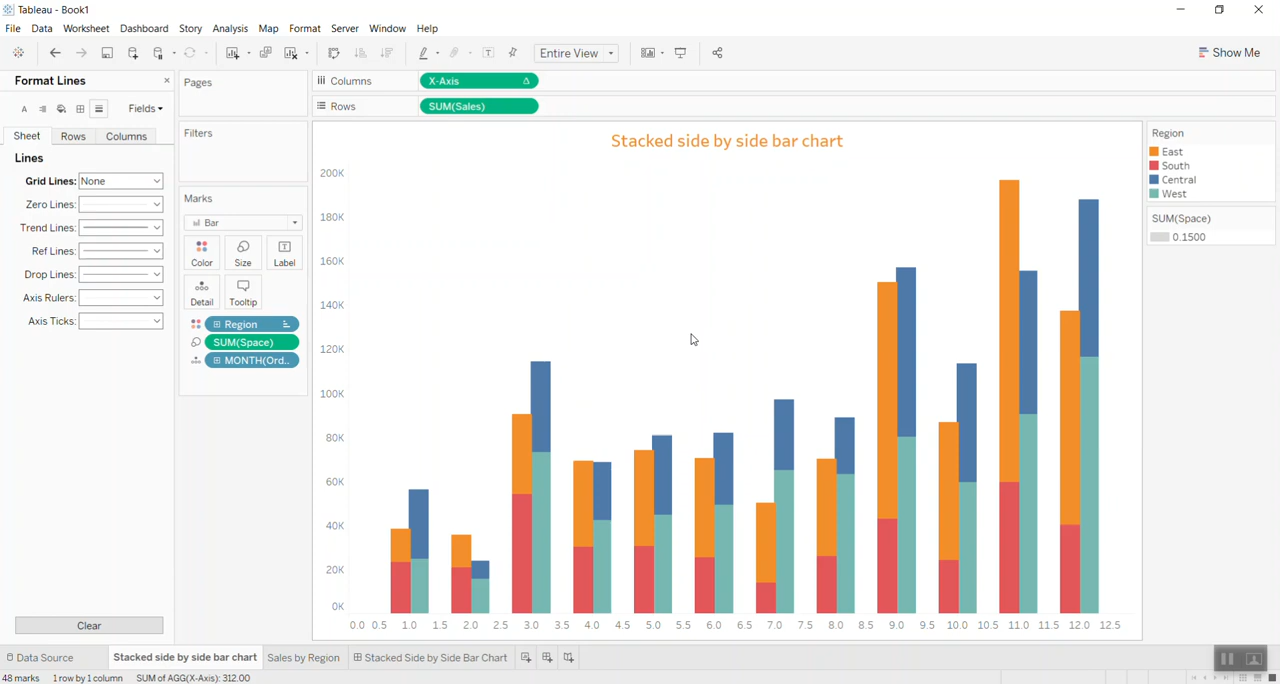 Tableau - Book1
File Data Worksheet Dashboard Story Analysis Map Format Server Window Help
Entire View
Show Me
Format Lines
Fields
Sheet Rows Columns
Lines
Grid Lines: None
Zero Lines:
Trend Lines:
Ref Lines:
Drop Lines:
Axis Rulers:
Axis Ticks:
Clear
Pages
Filters
Marks
Bar
Color Size Label
Detail Tooltip
Region
SUM(Space)
MONTH(Ord..
Columns X-Axis
Rows SUM(Sales)
Stacked side by side bar chart
200K
180K
160K
140K
120K
100K
80K
60K
40K
20K
0K
0.0 0.5 1.0 1.5 2.0 2.5 3.0 3.5 4.0 4.5 5.0 5.5 6.0 6.5 7.0 7.5 8.0 8.5 9.0 9.5 10.0 10.5 11.0 11.5 12.0 12.5
Region
East
South
Central
West
SUM(Space)
0.1500
Data Source Stacked side by side bar chart Sales by Region Stacked Side by Side Bar Chart
48 marks 1 row by 1 column SUM of AGG(X-Axis): 312.00